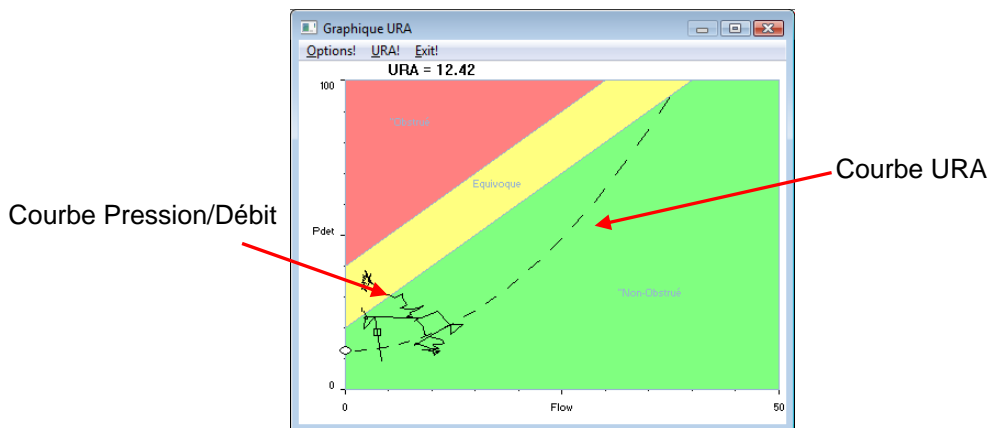 Graphique URA
Options! URA! Exit!
URA = 12.42
100
"Obstrué
Equivoque
Courbe URA
Courbe Pression/Débit
Pdet
"Non-Obstrué
0
0 Flow 50